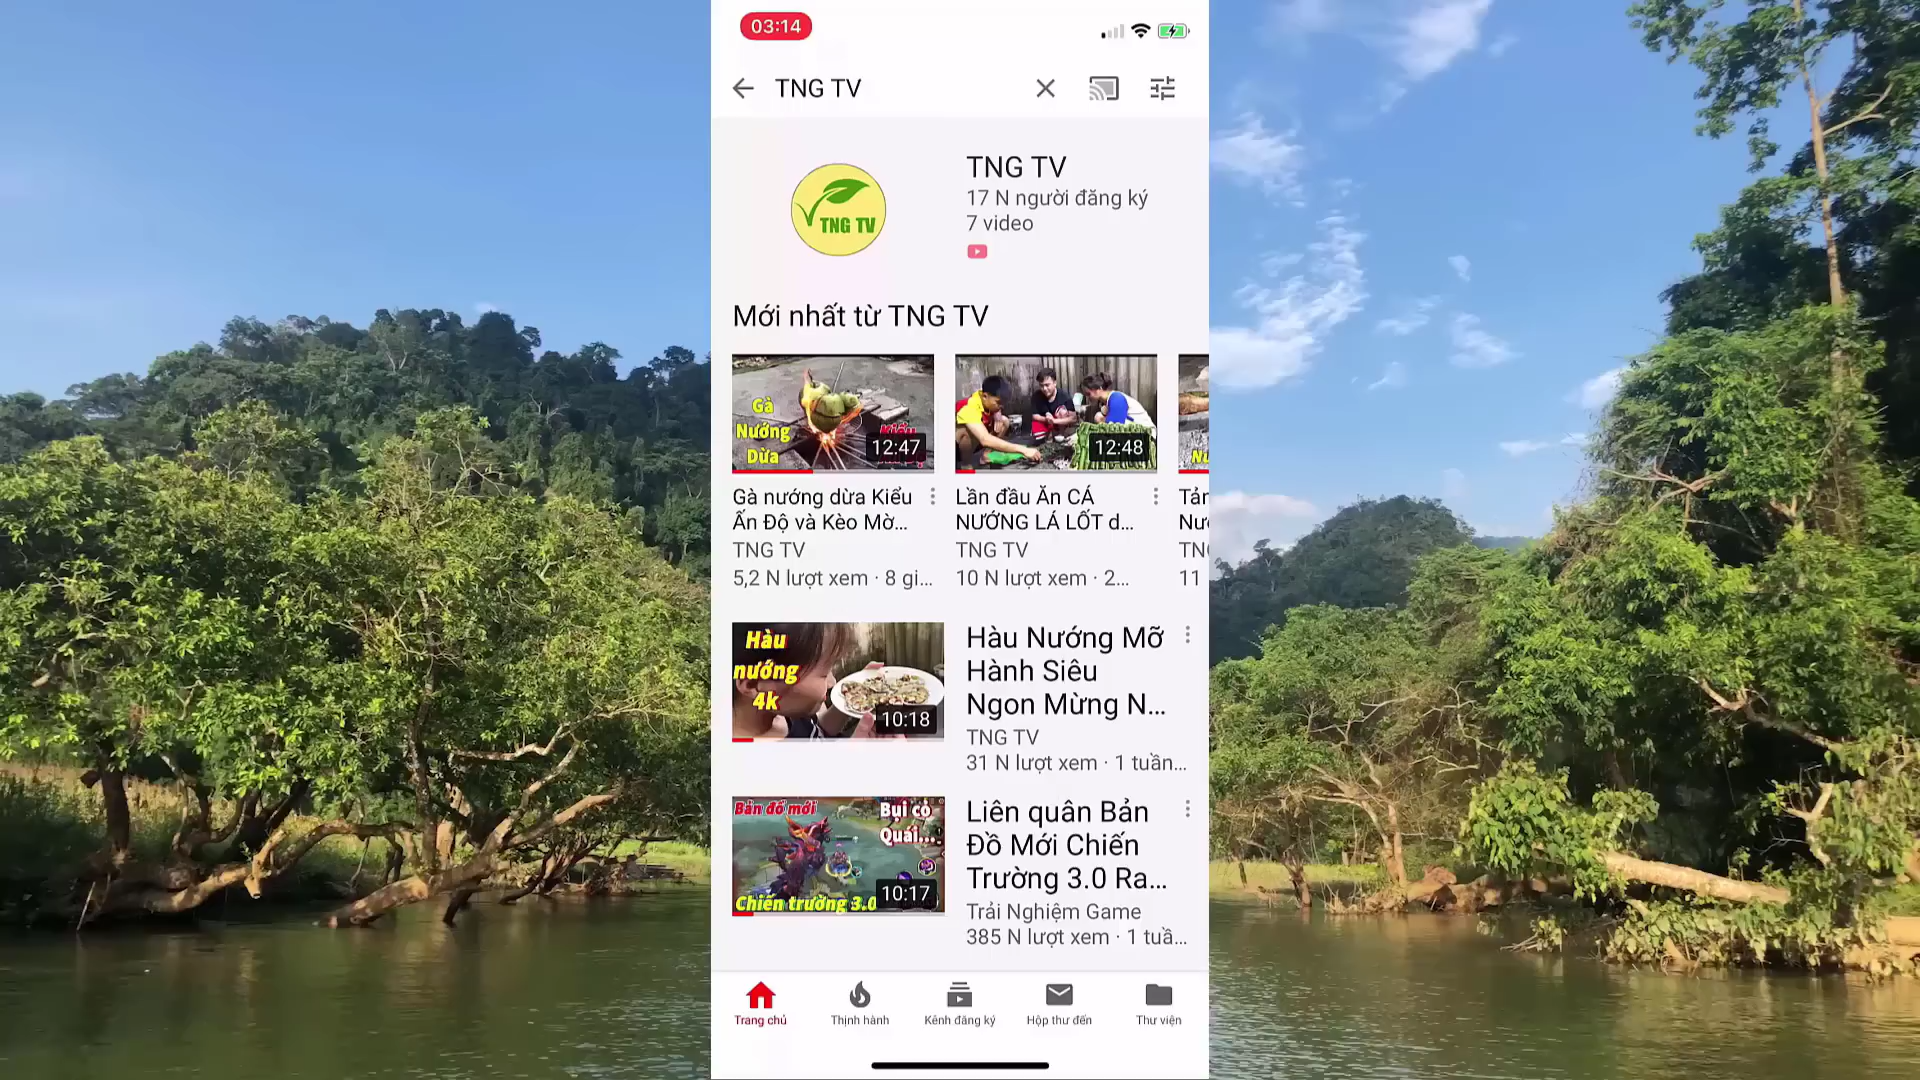 03:14
TNG TV
TNG TV
TNG TV
17 N người đăng ký
7 video
Mới nhất từ TNG TV
Gà
Nướng
Dừa
Kiểu
12:47
12:48
Gà nướng dừa Kiểu
Ấn Độ và Kèo Mờ...
TNG TV
5,2 N lượt xem · 8 gi...
Lần đầu Ăn CÁ
NƯỚNG LÁ LỐT d...
TNG TV
10 N lượt xem · 2...
11
Hàu
nướng
4k
10:18
Hàu Nướng Mỡ
Hành Siêu
Ngon Mừng N...
TNG TV
31 N lượt xem · 1 tuần...
Bản đồ mới
Bụi cỏ
Quái...
Chiến trường 3.0
10:17
Liên quân Bản
Đồ Mới Chiến
Trường 3.0 Ra...
Trải Nghiệm Game
385 N lượt xem · 1 tuầ...
Trang chủ
Thịnh hành
Kênh đăng ký
Hộp thư đến
Thư viện